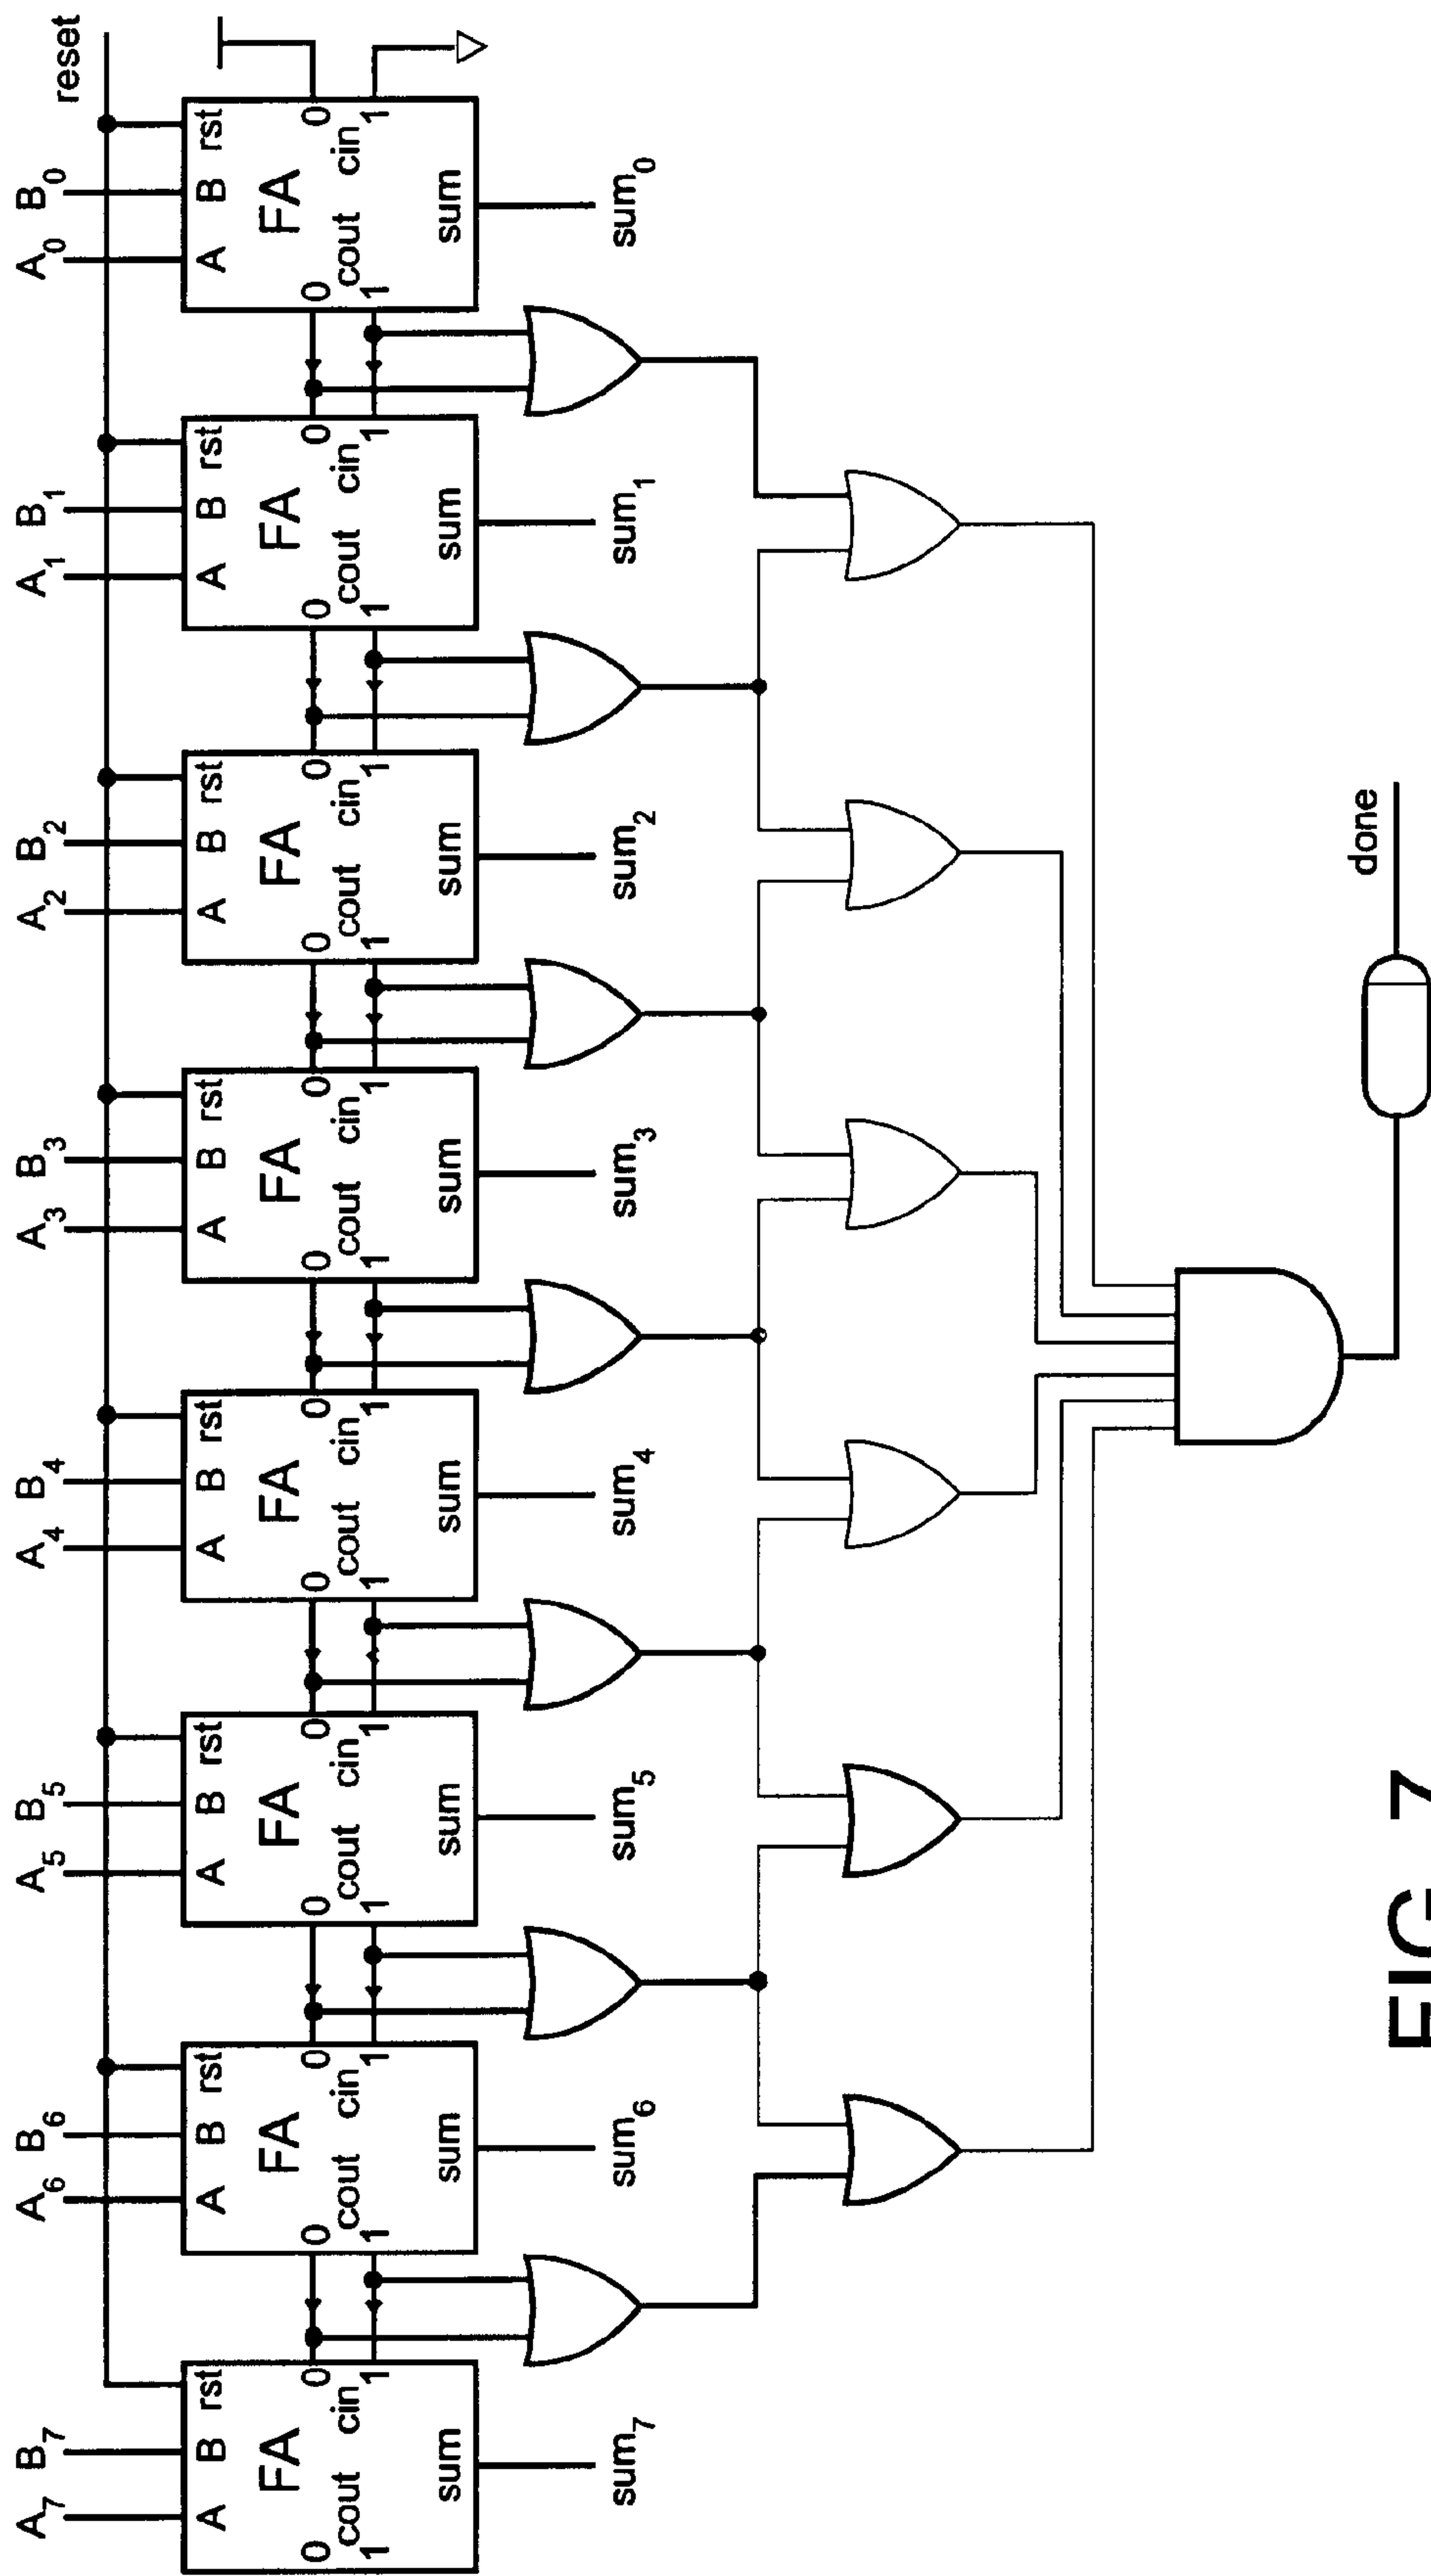 A7 B7 A6 B6 A5 B5 A4 B4 A3 B3 A2 B2 A1 B1 A0 B0 reset
A B rst A B rst A B rst A B rst A B rst A B rst A B rst A B rst
FA FA FA FA FA FA FA FA
0 0 0 0 0 0 0 0 0 0 0 0 0 0 0 0
cout cin cout cin cout cin cout cin cout cin cout cin cout cin cout cin
1 1 1 1 1 1 1 1 1 1 1 1 1 1 1 1
sum sum sum sum sum sum sum sum
sum7 sum6 sum5 sum4 sum3 sum2 sum1 sum0
done
FIG. 7